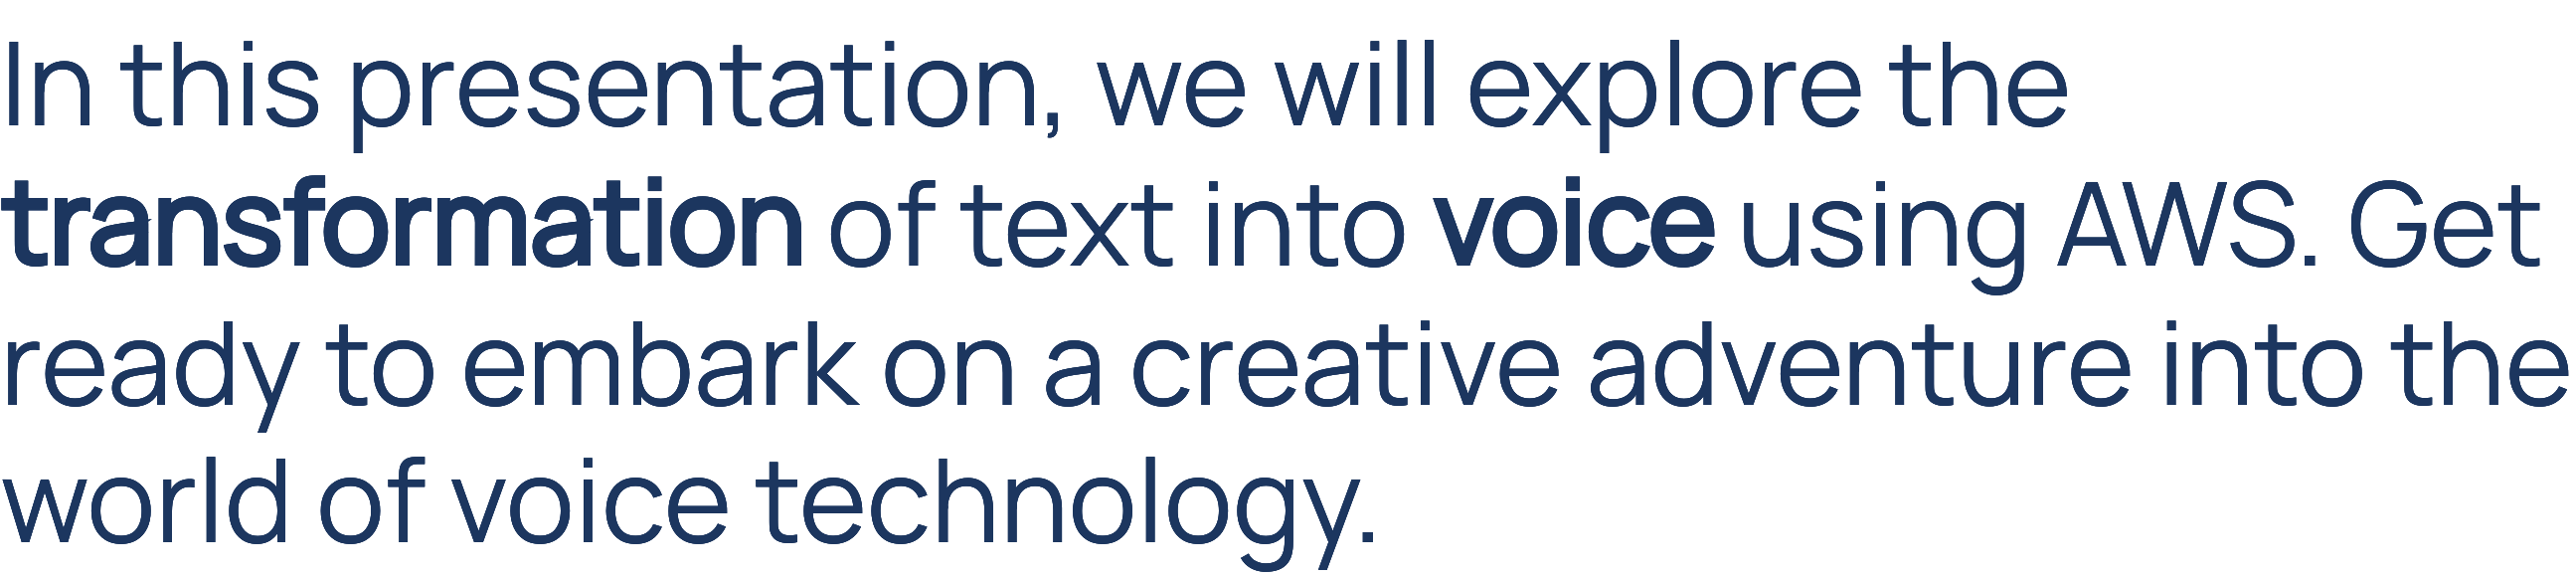 In this presentation, we will explore the
transformation of text into voice using AWS. Get
ready to embark on a creative adventure into the
world of voice technology.